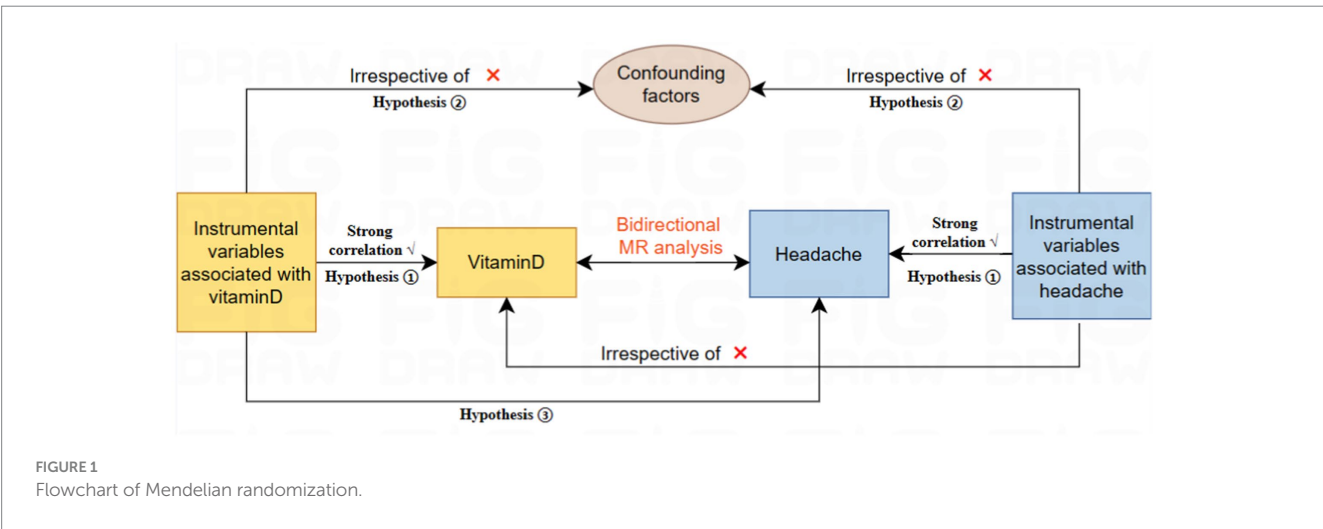 Irrespective of ✕
Hypothesis ②
Confounding
factors
Irrespective of ✕
Hypothesis ②
Instrumental
variables
associated with
vitaminD
Strong
correlation √
Hypothesis ①
VitaminD
Bidirectional
MR analysis
Headache
Strong
correlation √
Hypothesis ①
Instrumental
variables
associated with
headache
Irrespective of ✕
Hypothesis ③
FIGURE 1
Flowchart of Mendelian randomization.